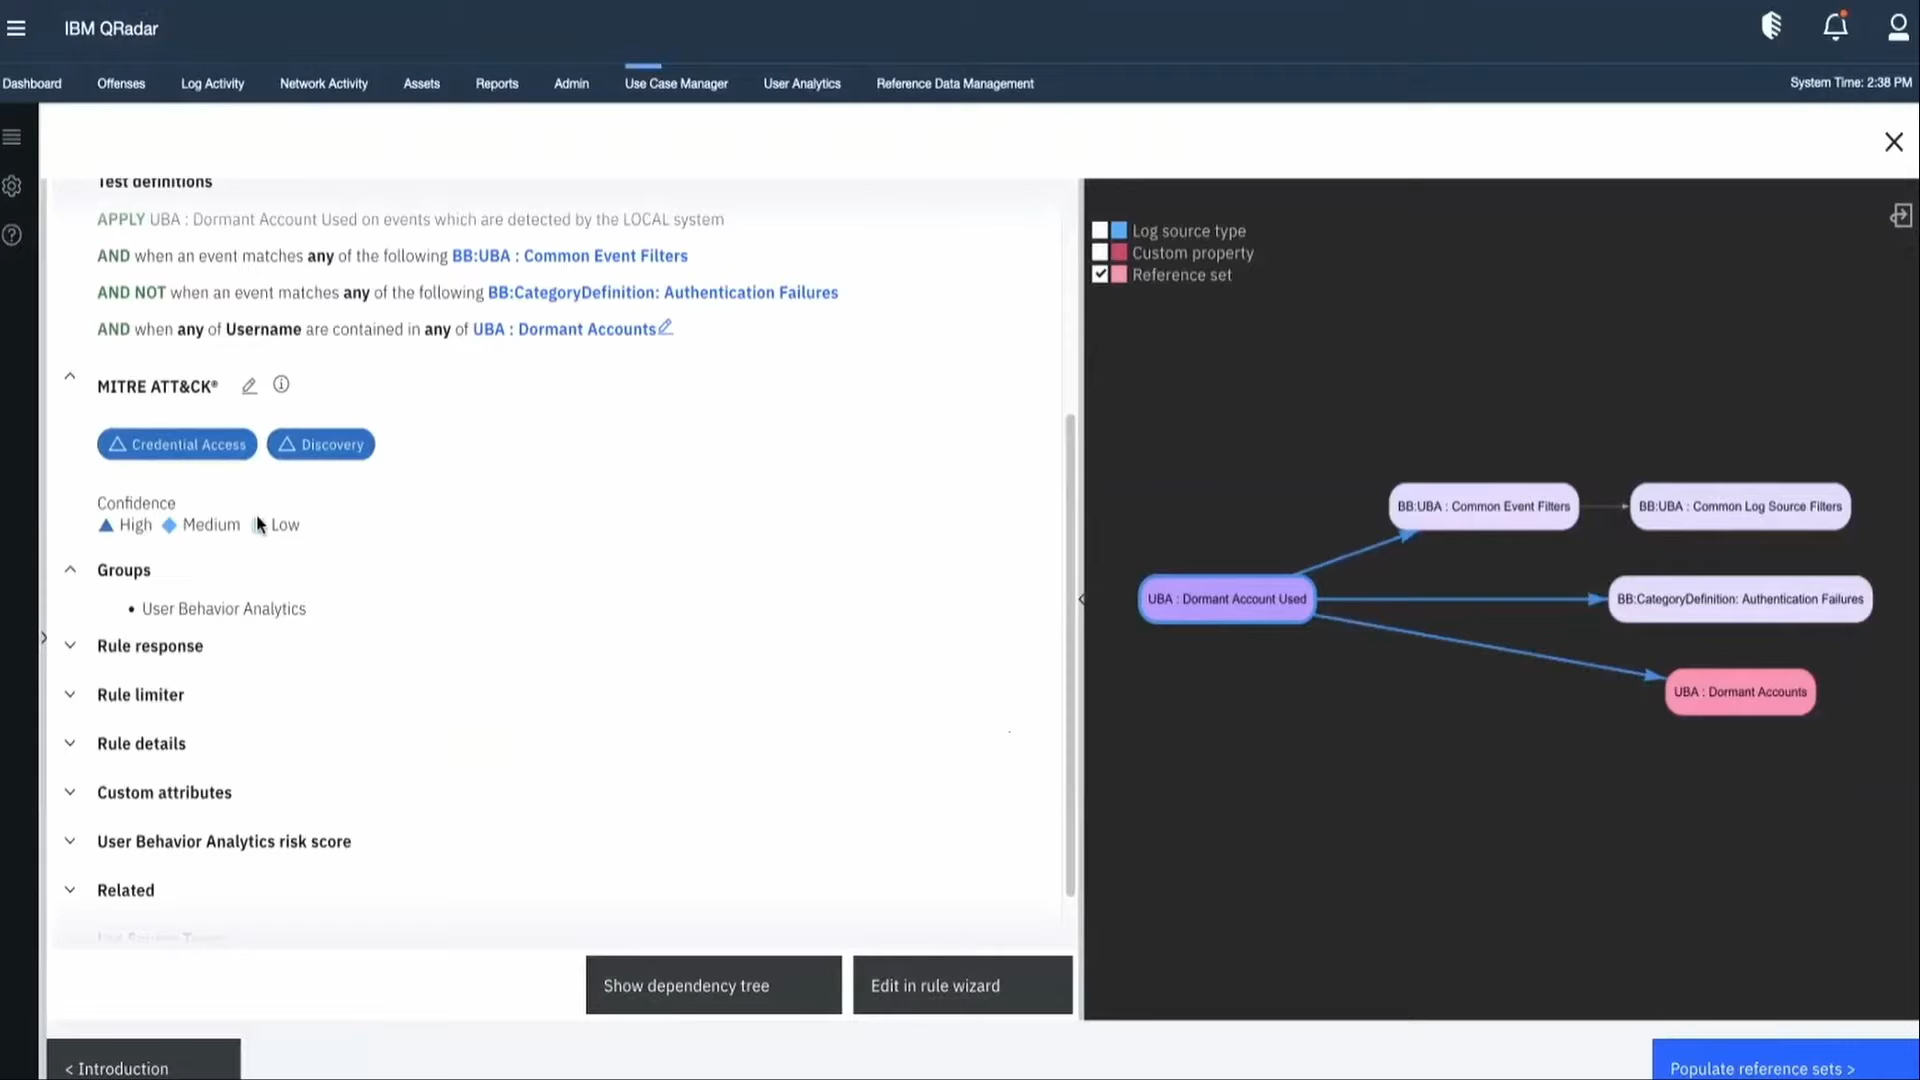 IBM QRadar
Dashboard Offenses Log Activity Network Activity Assets Reports Admin Use Case Manager User Analytics Reference Data Management System Time: 2:38 PM
Test definitions
APPLY UBA : Dormant Account Used on events which are detected by the LOCAL system
AND when an event matches any of the following BB:UBA : Common Event Filters
AND NOT when an event matches any of the following BB:CategoryDefinition: Authentication Failures
AND when any of Username are contained in any of UBA : Dormant Accounts
MITRE ATT&CK®
Credential Access Discovery
Confidence
High Medium Low
Groups
• User Behavior Analytics
Rule response
Rule limiter
Rule details
Custom attributes
User Behavior Analytics risk score
Related
Show dependency tree Edit in rule wizard
< Introduction
Log source type
Custom property
Reference set
BB:UBA : Common Event Filters BB:UBA : Common Log Source Filters
UBA : Dormant Account Used BB:CategoryDefinition: Authentication Failures
UBA : Dormant Accounts
Populate reference sets >